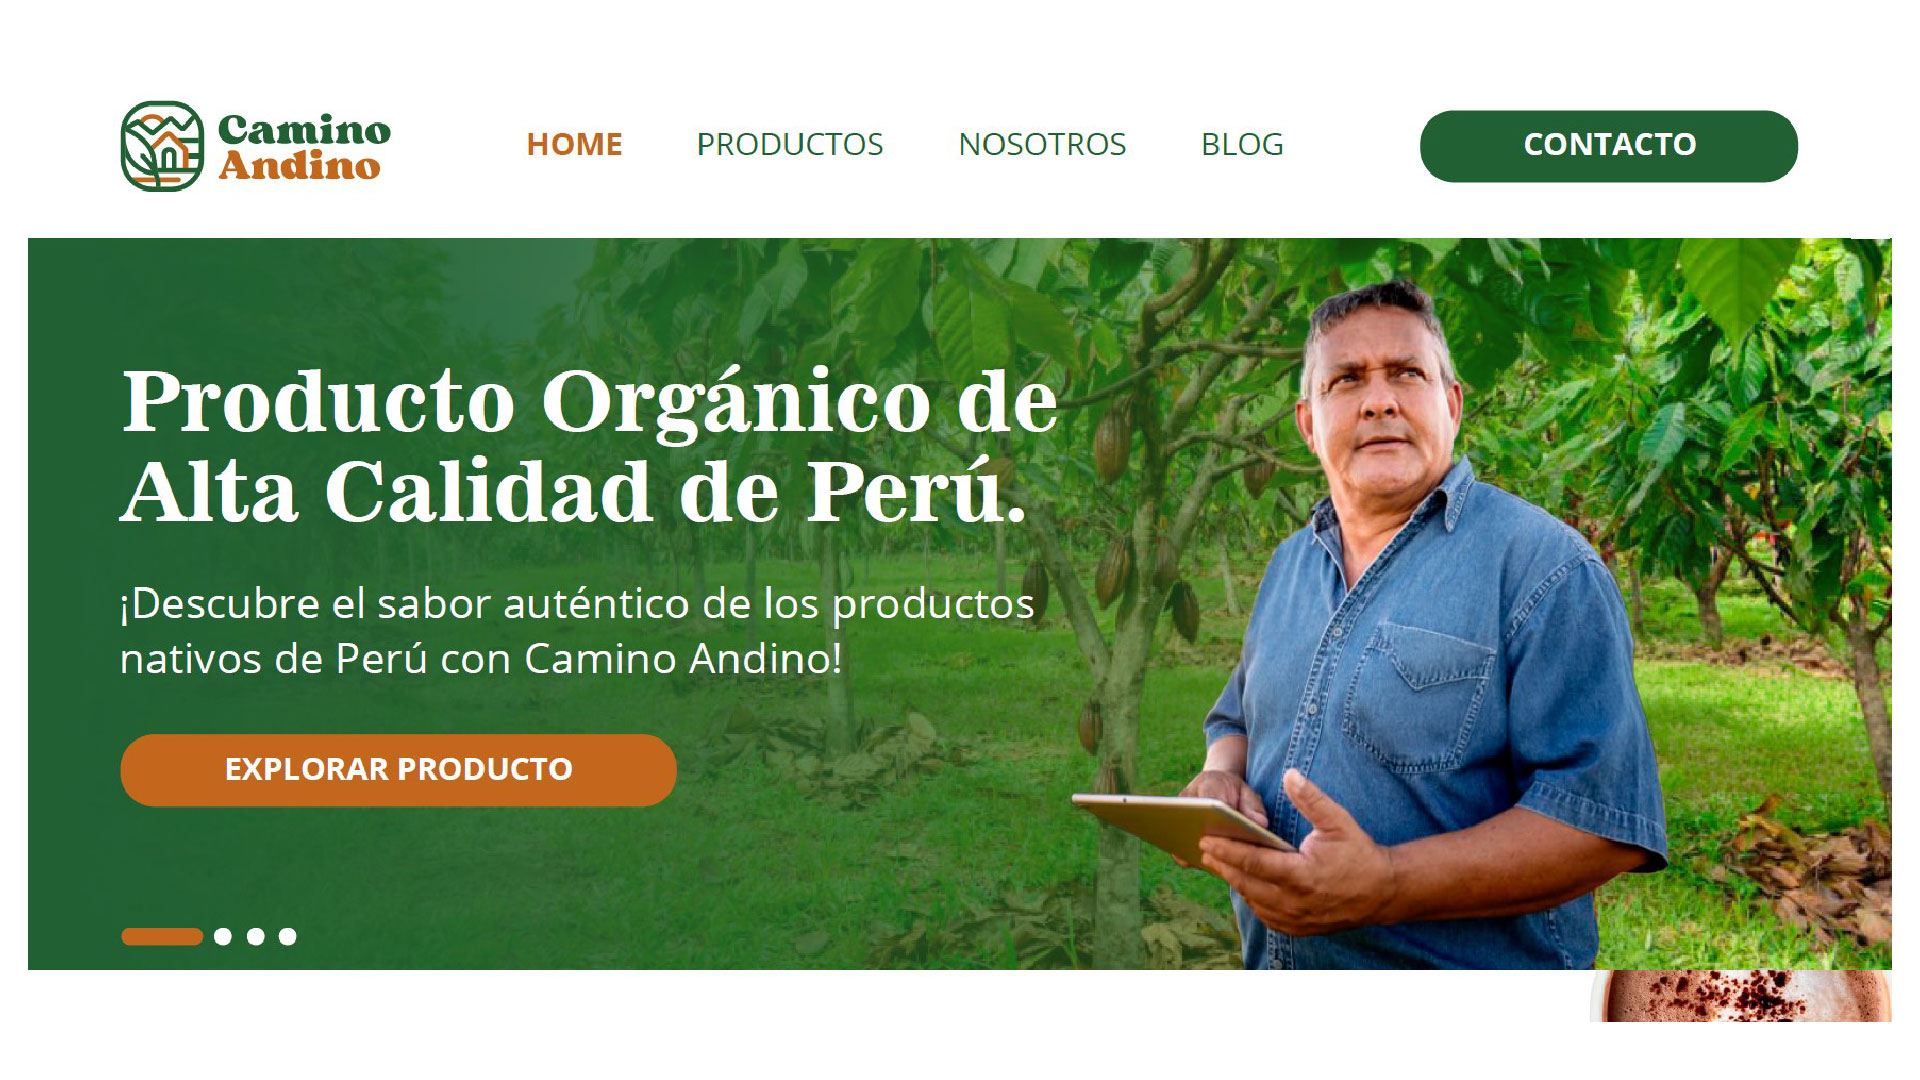 Camino
Andino
HOME
PRODUCTOS
NOSOTROS
BLOG
CONTACTO
Producto Orgánico de
Alta Calidad de Perú.
¡Descubre el sabor auténtico de los productos
nativos de Perú con Camino Andino!
EXPLORAR PRODUCTO